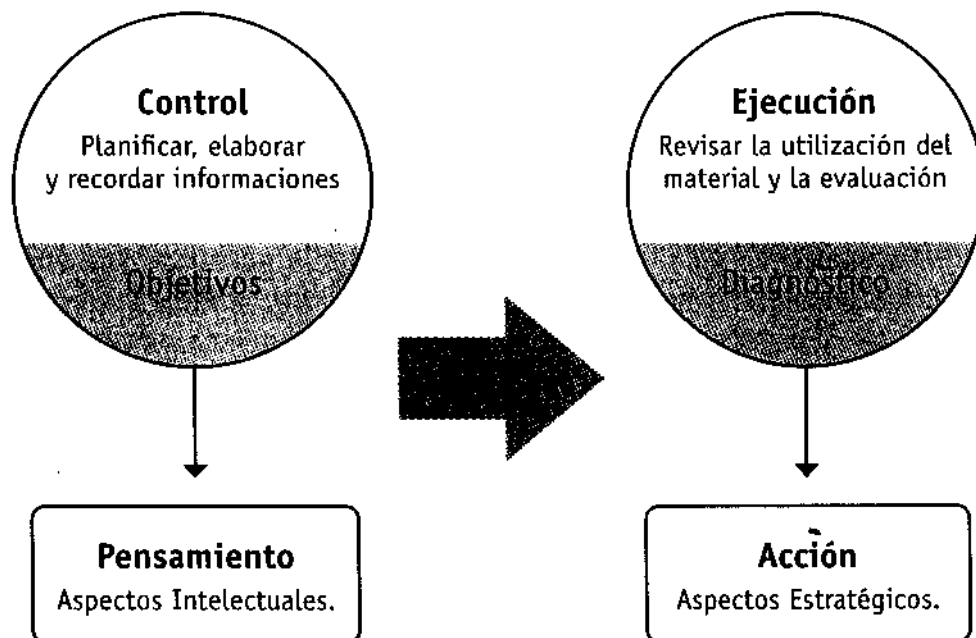 Control
Planificar, elaborar
y recordar informaciones
Objetivos
Pensamiento
Aspectos Intelectuales.
Ejecución
Revisar la utilización del
material y la evaluación
Diagnóstico
Acción
Aspectos Estratégicos.